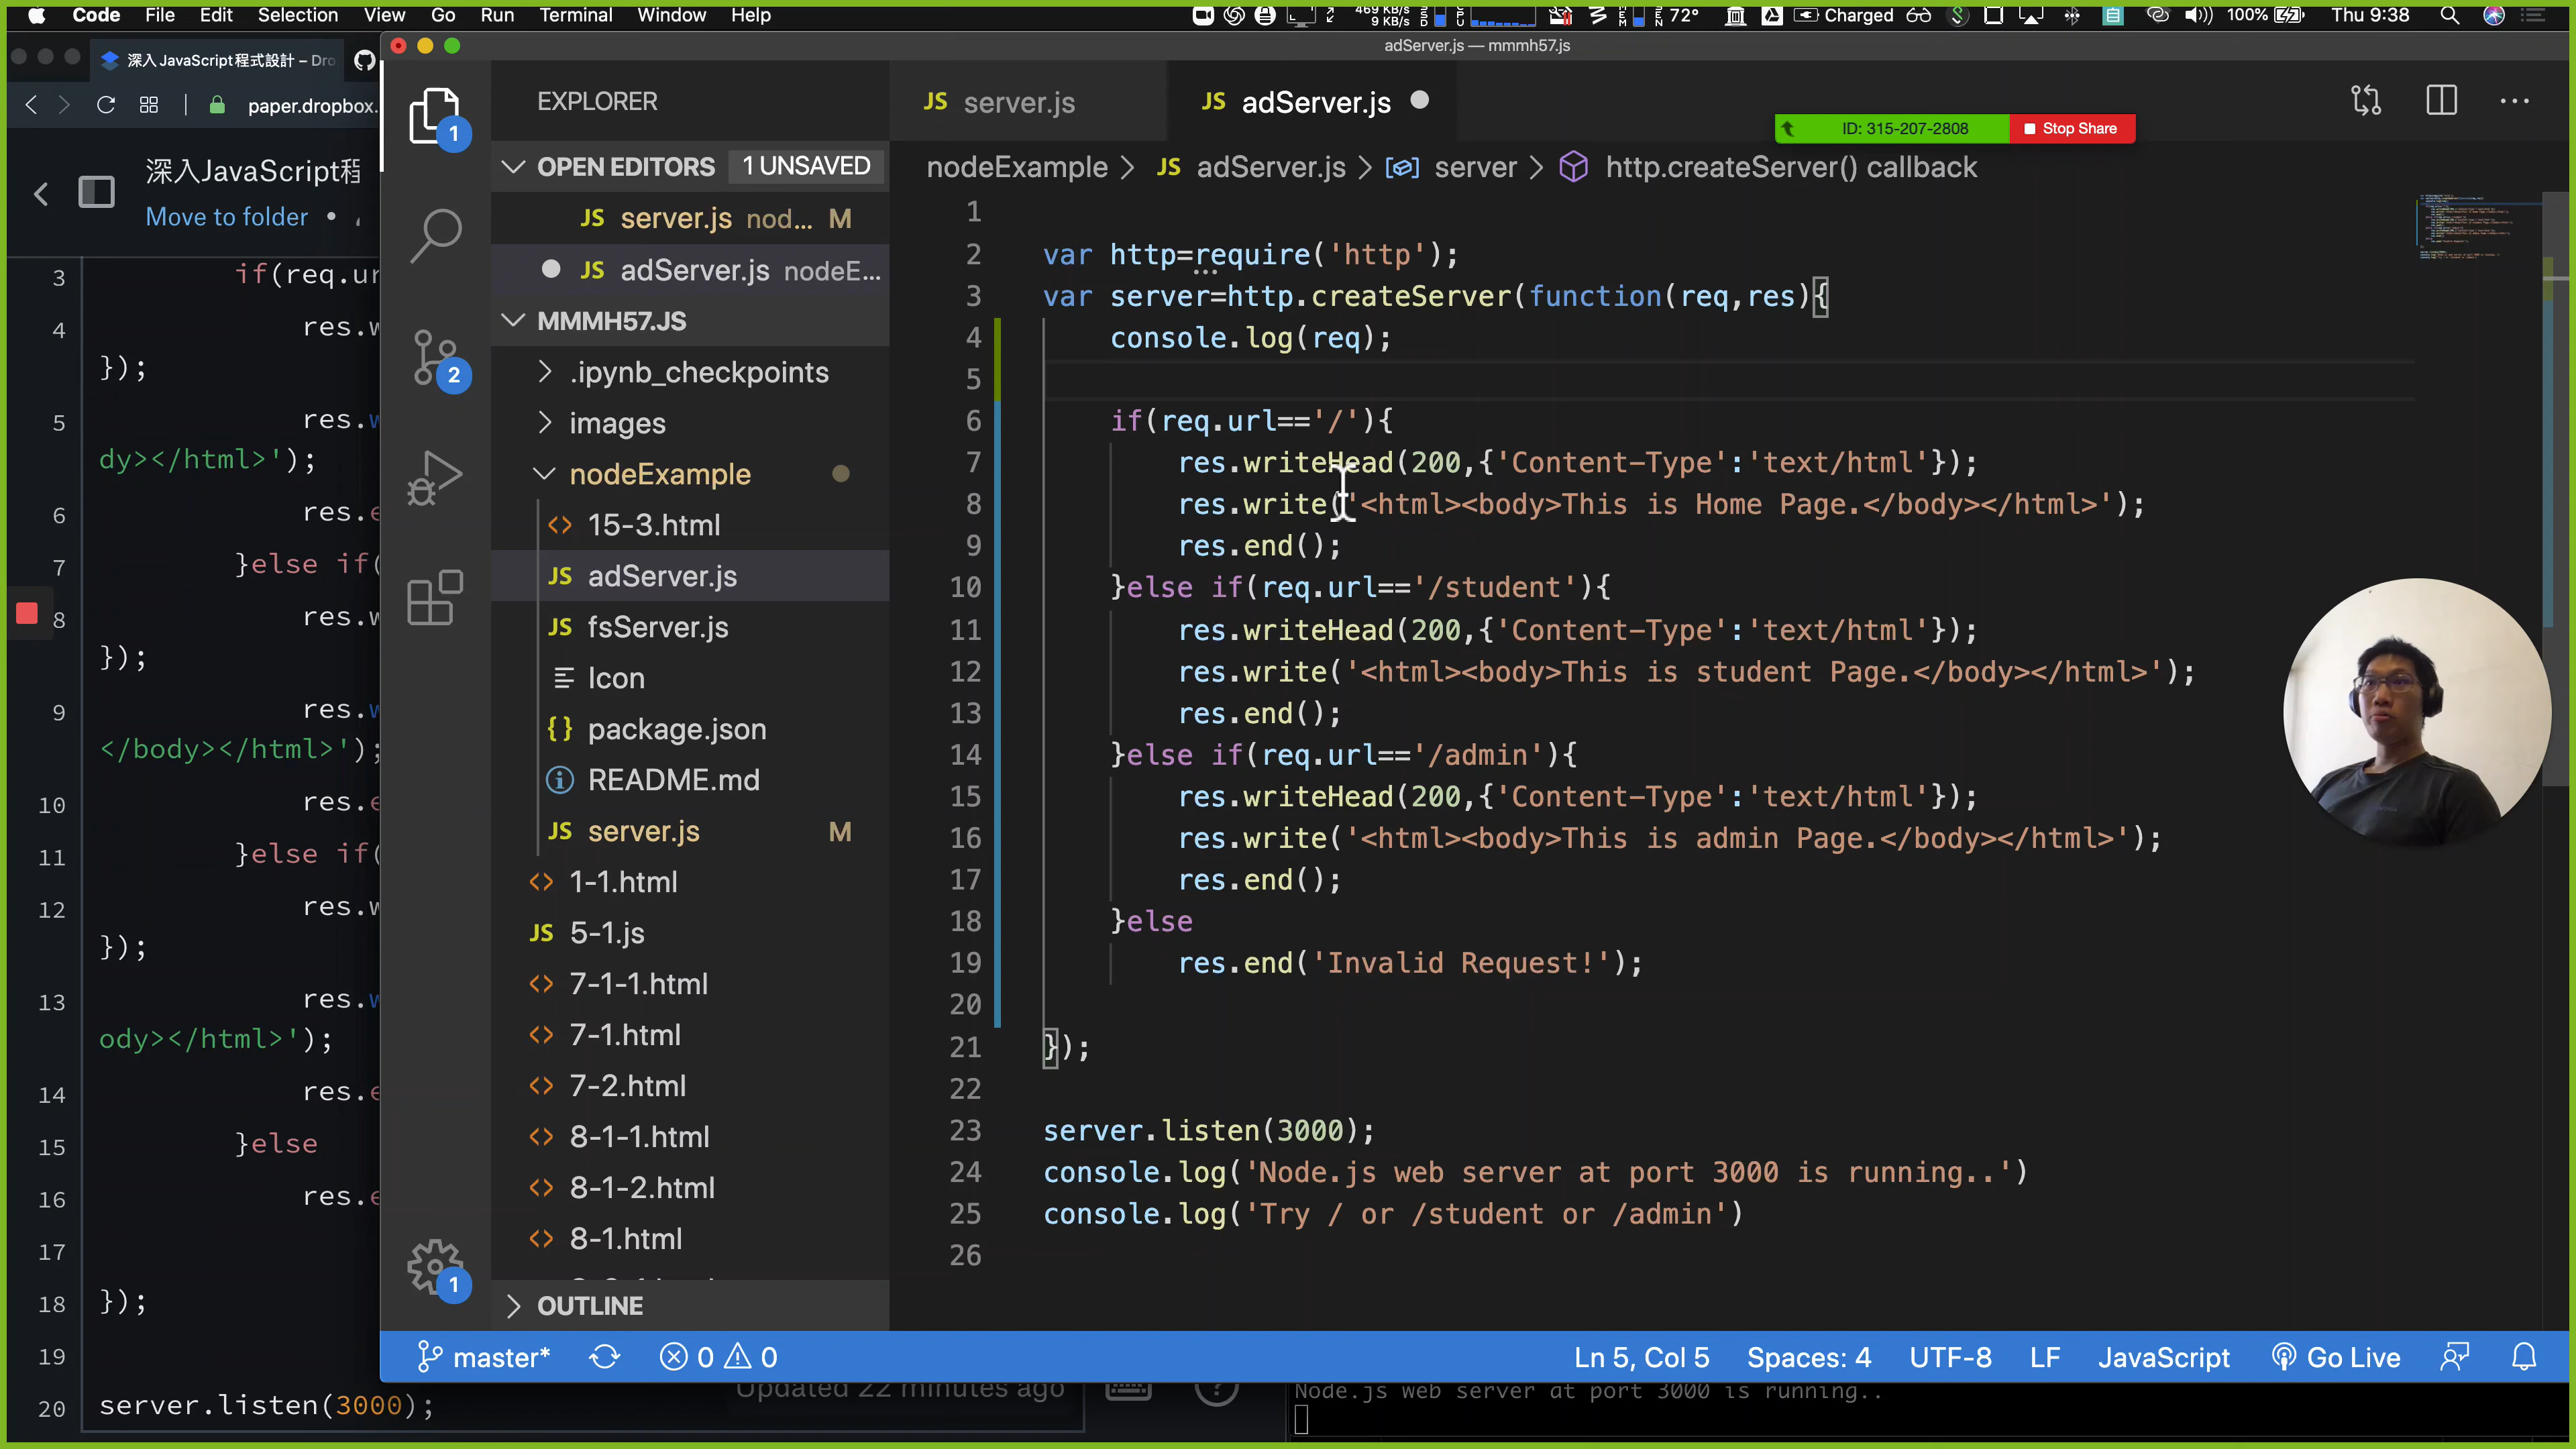 Code File Edit Selection View Go Run Terminal Window Help
469 KB/s
9 KB/s
72°
Charged
100%
Thu 9:38
深入 JavaScript程式設計 – Dro
paper.dropbox.
深入JavaScript程
Move to folder •
3 if(req.ur
4 res.w
});
5 res.w
dy></html>');
6 res.e
7 }else if(
8 res.w
});
9 res.w
</body></html>');
10 res.e
11 }else if(
12 res.w
});
13 res.w
ody></html>');
14 res.e
15 }else
16 res.e
17
18 });
19
20 server.listen(3000);
Updated 22 minutes ago
adServer.js — mmmh57.js
1
2
1
EXPLORER
OPEN EDITORS 1 UNSAVED
JS server.js nod... M
JS adServer.js nodeE...
MMMH57.JS
.ipynb_checkpoints
images
nodeExample
<> 15-3.html
JS adServer.js
JS fsServer.js
Icon
{} package.json
README.md
JS server.js M
<> 1-1.html
JS 5-1.js
<> 7-1-1.html
<> 7-1.html
<> 7-2.html
<> 8-1-1.html
<> 8-1-2.html
<> 8-1.html
OUTLINE
JS server.js
JS adServer.js
ID: 315-207-2808 Stop Share
nodeExample > JS adServer.js > server > http.createServer() callback
1
2 var http=require('http');
3 var server=http.createServer(function(req,res){
4 console.log(req);
5
6 if(req.url=='/'){
7 res.writeHead(200,{'Content-Type':'text/html'});
8 res.write('<html><body>This is Home Page.</body></html>');
9 res.end();
10 }else if(req.url=='/student'){
11 res.writeHead(200,{'Content-Type':'text/html'});
12 res.write('<html><body>This is student Page.</body></html>');
13 res.end();
14 }else if(req.url=='/admin'){
15 res.writeHead(200,{'Content-Type':'text/html'});
16 res.write('<html><body>This is admin Page.</body></html>');
17 res.end();
18 }else
19 res.end('Invalid Request!');
20
21 });
22
23 server.listen(3000);
24 console.log('Node.js web server at port 3000 is running..')
25 console.log('Try / or /student or /admin')
26
master* 0 0 Ln 5, Col 5 Spaces: 4 UTF-8 LF JavaScript Go Live
Node.js web server at port 3000 is running..